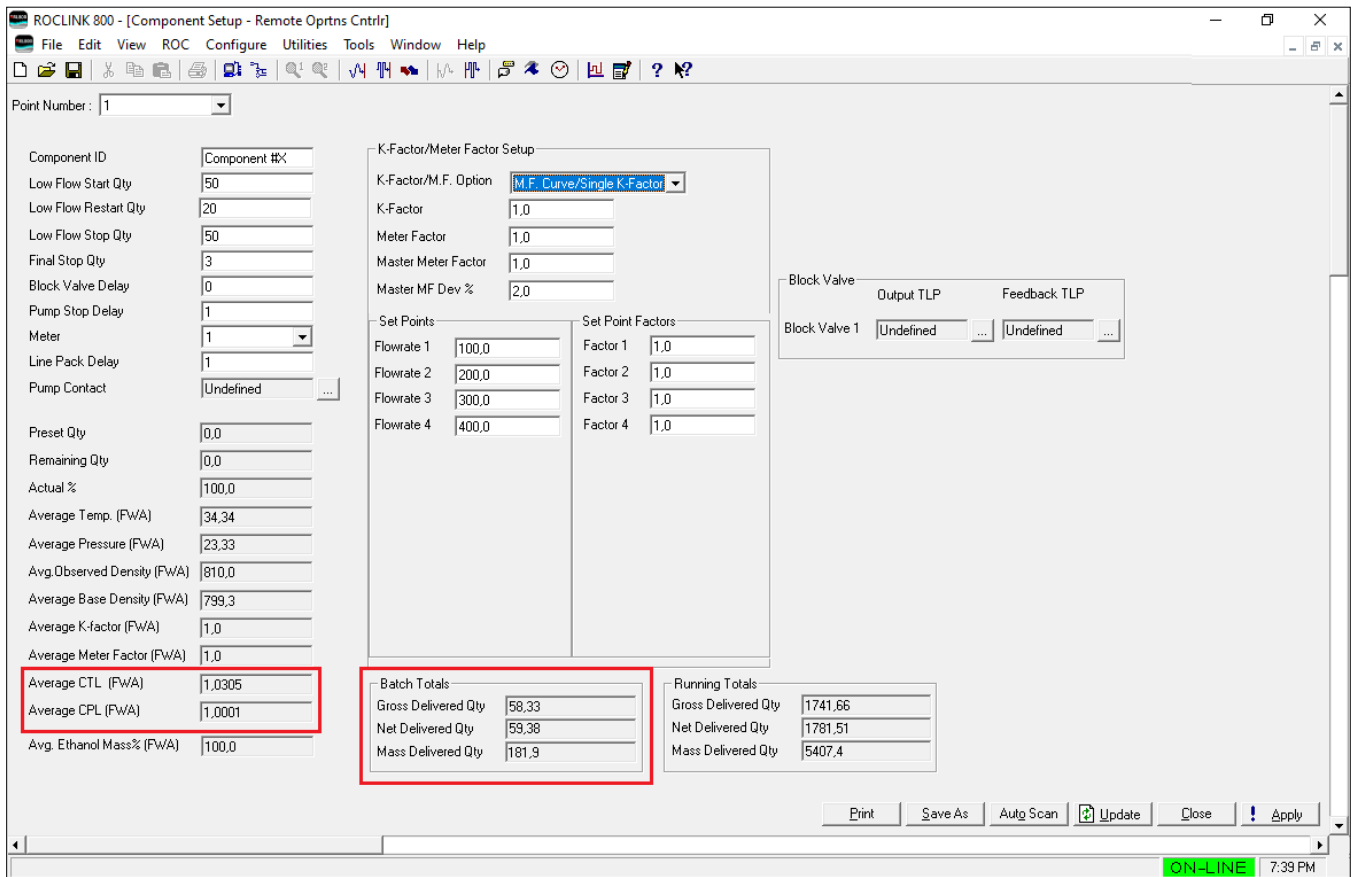 ROCLINK 800 - [Component Setup - Remote Oprtns Cntrlr]
File Edit View ROC Configure Utilities Tools Window Help
Point Number : 1
Component ID Component #X
Low Flow Start Qty 50
Low Flow Restart Qty 20
Low Flow Stop Qty 50
Final Stop Qty 3
Block Valve Delay 0
Pump Stop Delay 1
Meter 1
Line Pack Delay 1
Pump Contact Undefined ...
Preset Qty 0,0
Remaining Qty 0,0
Actual % 100,0
Average Temp. (FWA) 34,34
Average Pressure (FWA) 23,33
Avg.Observed Density (FWA) 810,0
Average Base Density (FWA) 799,3
Average K-factor (FWA) 1,0
Average Meter Factor (FWA) 1,0
Average CTL (FWA) 1,0305
Average CPL (FWA) 1,0001
Avg. Ethanol Mass% (FWA) 100,0
K-Factor/Meter Factor Setup
K-Factor/M.F. Option M.F. Curve/Single K-Factor
K-Factor 1,0
Meter Factor 1,0
Master Meter Factor 1,0
Master MF Dev % 2,0
Set Points
Flowrate 1 100,0
Flowrate 2 200,0
Flowrate 3 300,0
Flowrate 4 400,0
Set Point Factors
Factor 1 1,0
Factor 2 1,0
Factor 3 1,0
Factor 4 1,0
Block Valve
Output TLP Feedback TLP
Block Valve 1 Undefined ... Undefined ...
Batch Totals
Gross Delivered Qty 58,33
Net Delivered Qty 59,38
Mass Delivered Qty 181,9
Running Totals
Gross Delivered Qty 1741,66
Net Delivered Qty 1781,51
Mass Delivered Qty 5407,4
Print Save As Auto Scan Update Close ! Apply
ON-LINE 7:39 PM